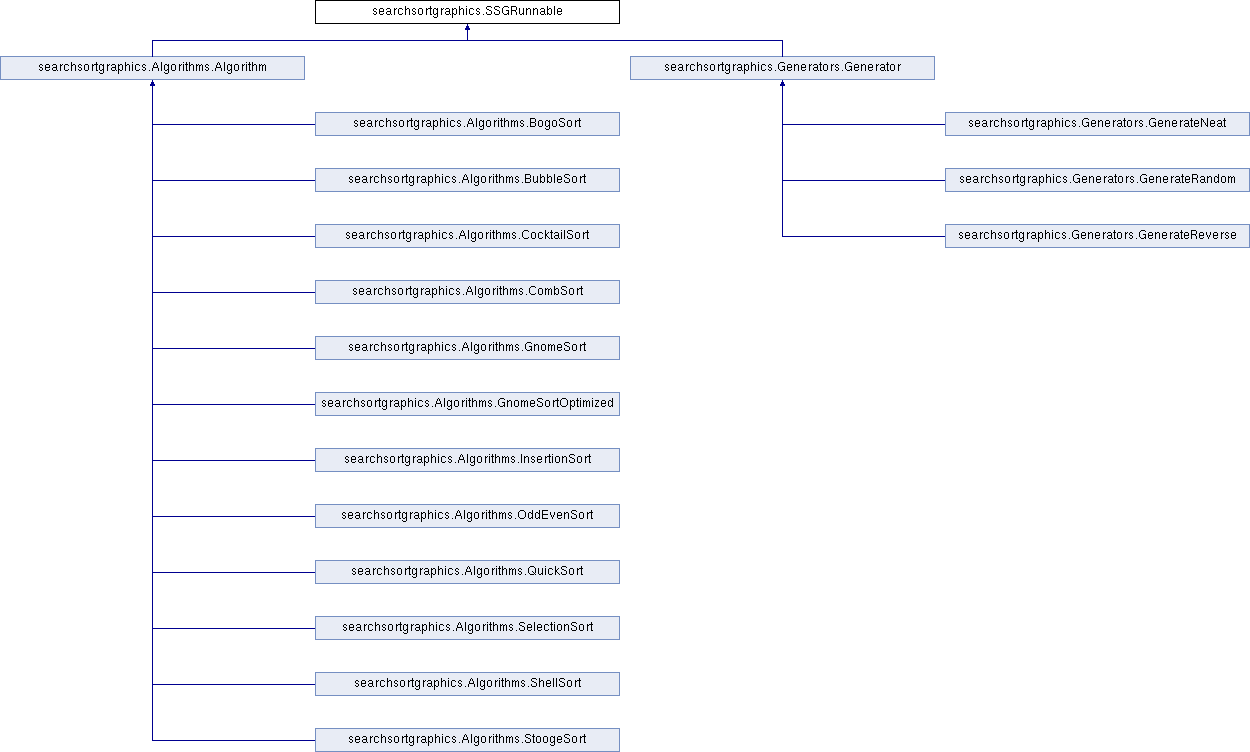 searchsortgraphics.SSGRunnable
searchsortgraphics.Algorithms.Algorithm
searchsortgraphics.Generators.Generator
searchsortgraphics.Algorithms.BogoSort
searchsortgraphics.Generators.GenerateNeat
searchsortgraphics.Algorithms.BubbleSort
searchsortgraphics.Generators.GenerateRandom
searchsortgraphics.Algorithms.CocktailSort
searchsortgraphics.Generators.GenerateReverse
searchsortgraphics.Algorithms.CombSort
searchsortgraphics.Algorithms.GnomeSort
searchsortgraphics.Algorithms.GnomeSortOptimized
searchsortgraphics.Algorithms.InsertionSort
searchsortgraphics.Algorithms.OddEvenSort
searchsortgraphics.Algorithms.QuickSort
searchsortgraphics.Algorithms.SelectionSort
searchsortgraphics.Algorithms.ShellSort
searchsortgraphics.Algorithms.StoogeSort